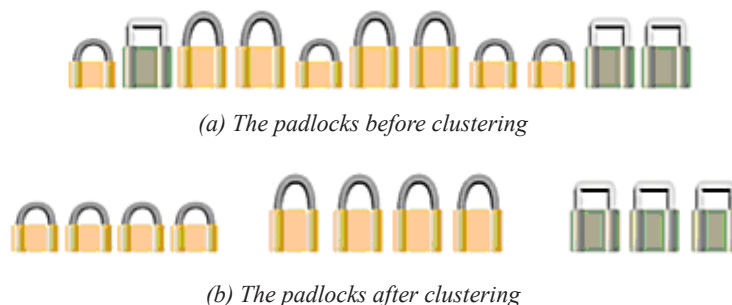 (a) The padlocks before clustering
(b) The padlocks after clustering